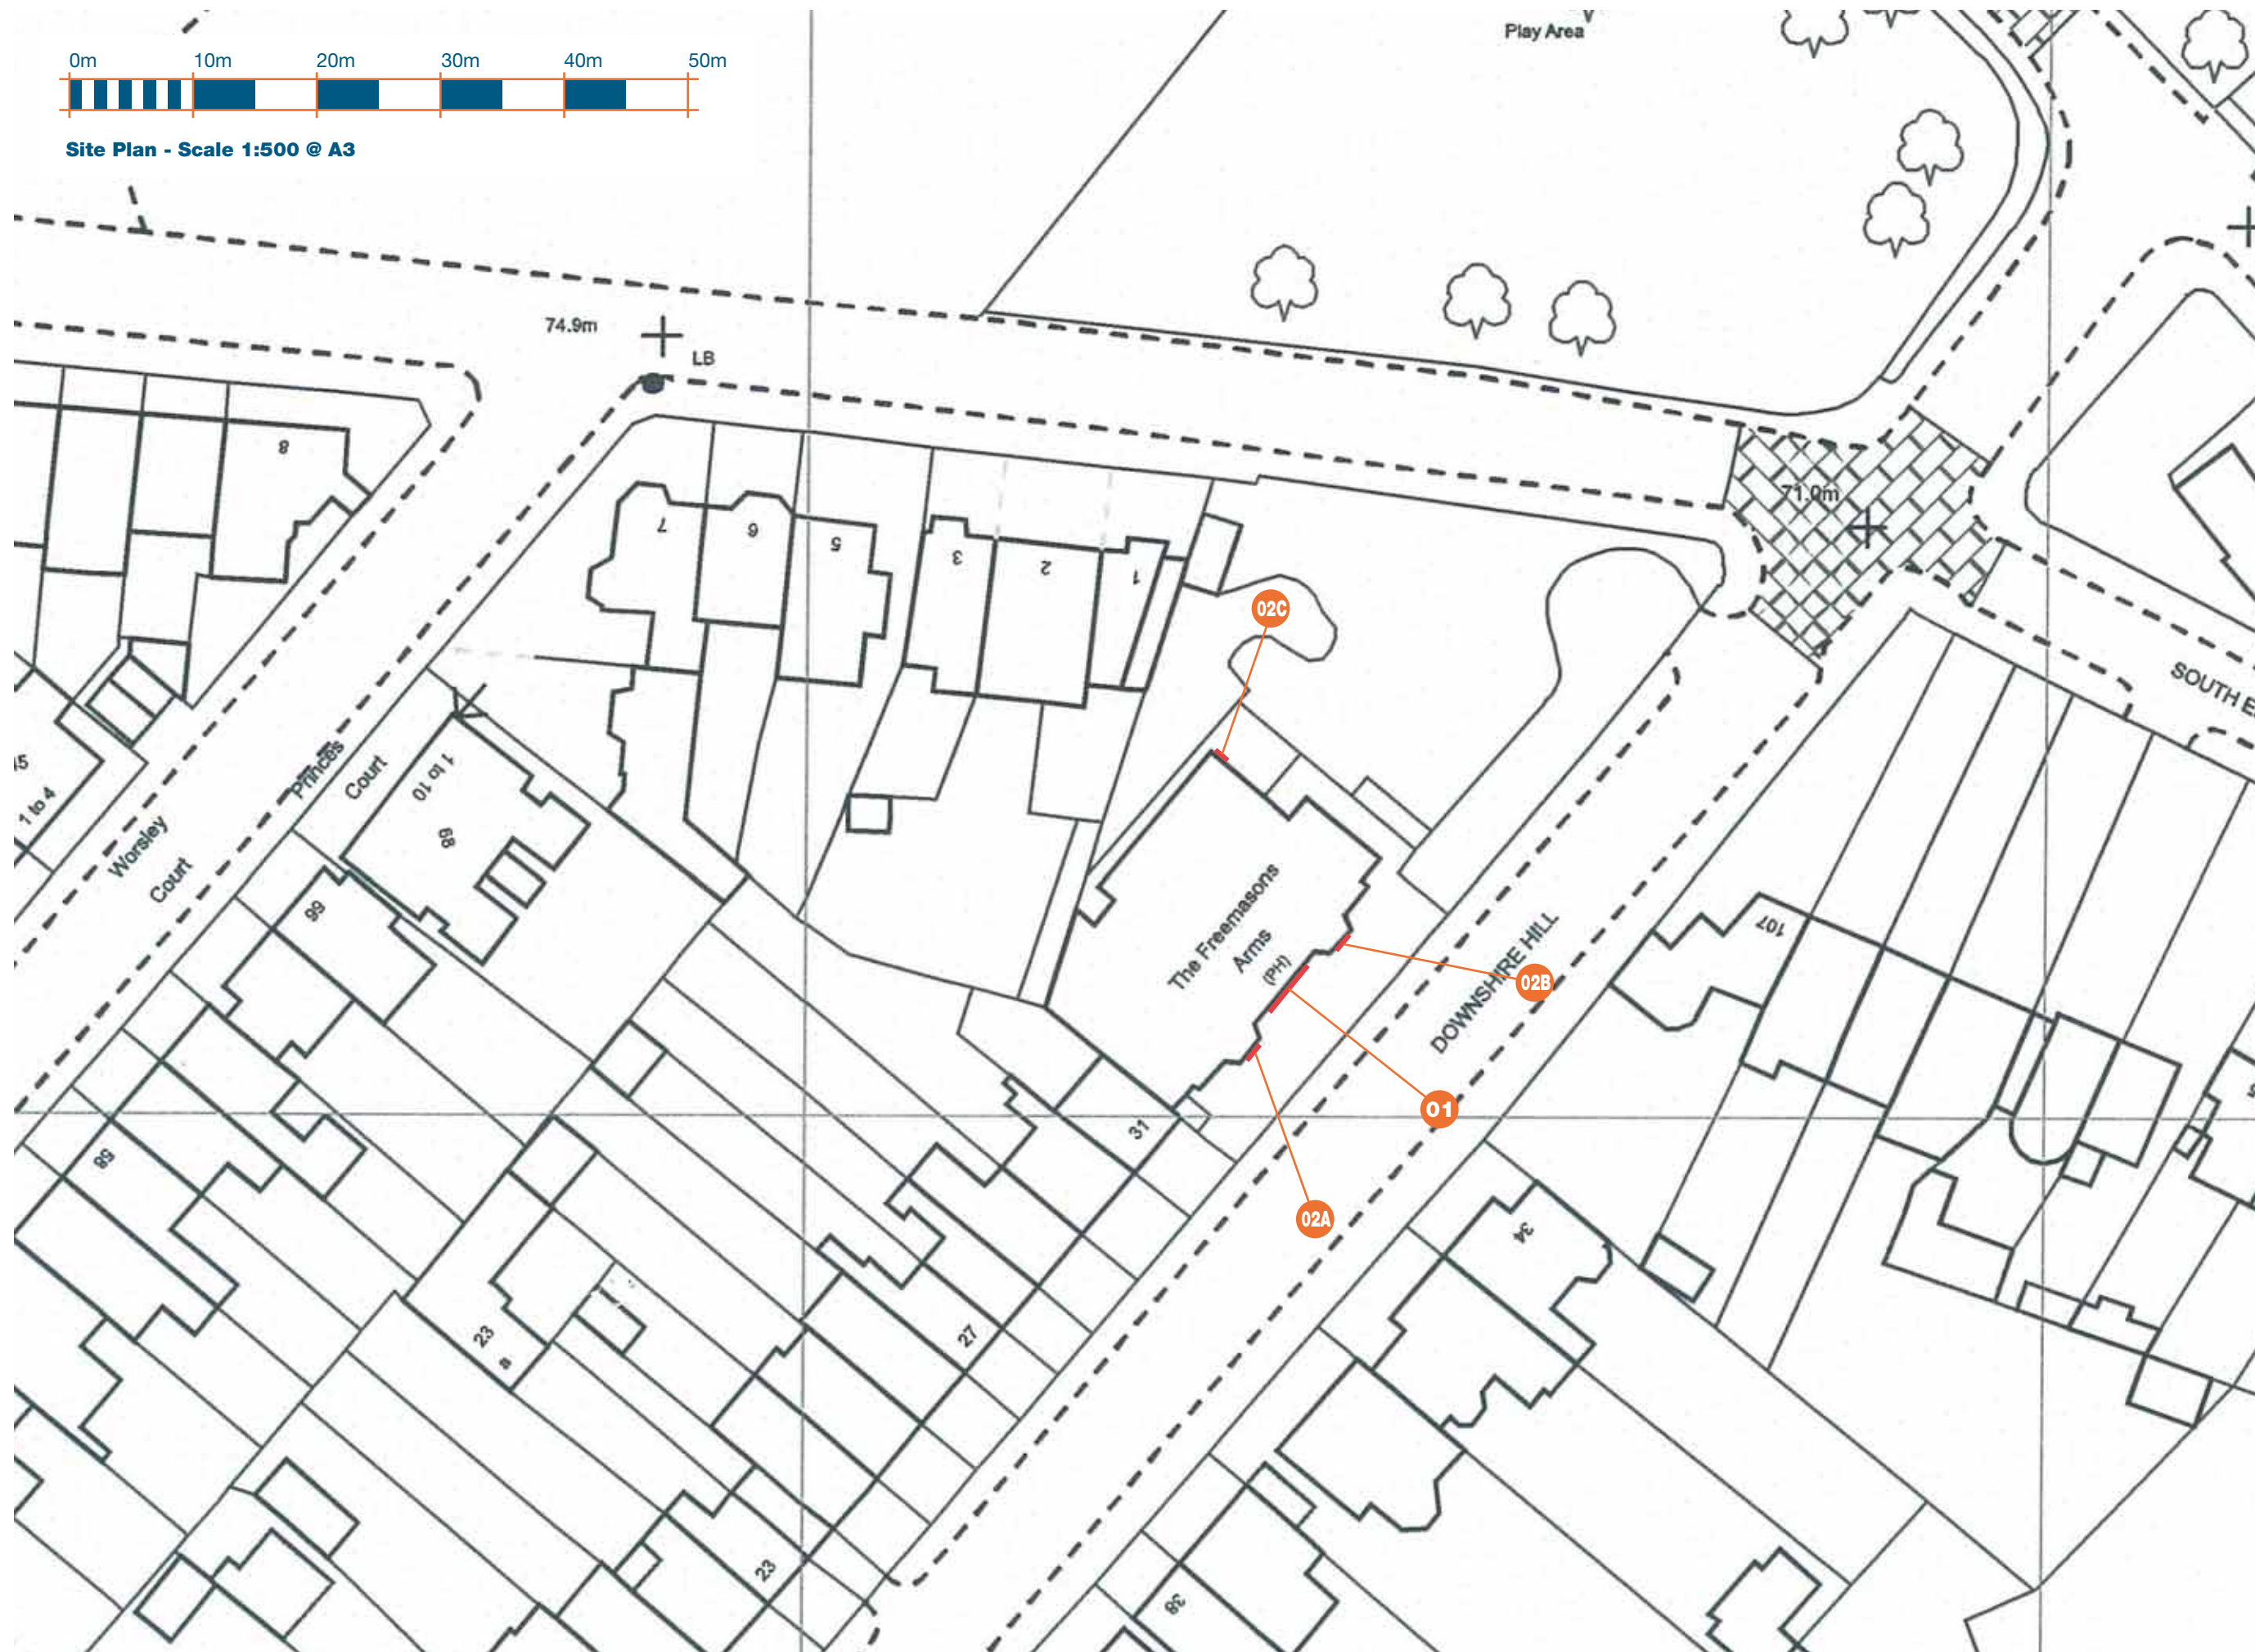 0m 10m 20m 30m 40m 50m
Site Plan - Scale 1:500 @ A3
Play Area
74.9m
LB
71.0m
SOUTH E
8
7
6
5
3
2
1
02C
45
1 to 4
Princes
Court
1 to 10
68
Worsley
Court
66
The Freemasons
Arms
(PH)
02B
DOWNSHIRE HILL
107
01
02A
31
58
34
27
23
a
23
38